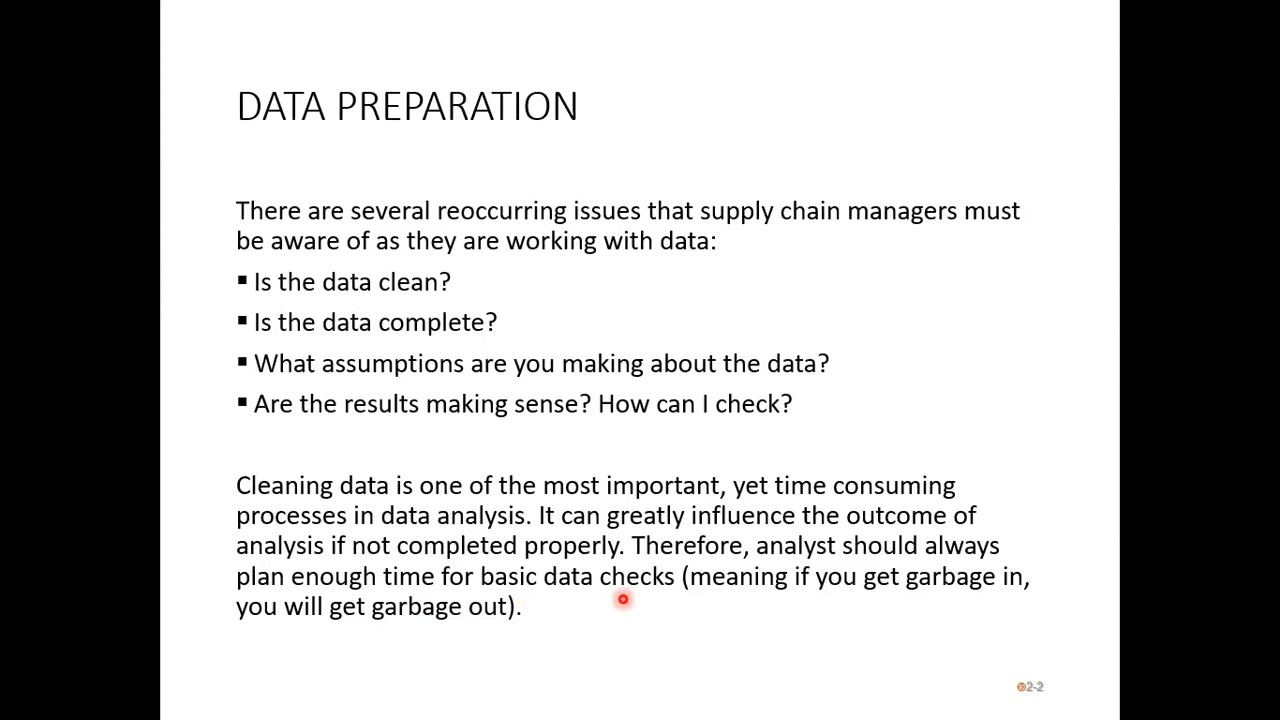 DATA PREPARATION
There are several reoccurring issues that supply chain managers must
be aware of as they are working with data:
▪ Is the data clean?
▪ Is the data complete?
▪ What assumptions are you making about the data?
▪ Are the results making sense? How can I check?
Cleaning data is one of the most important, yet time consuming
processes in data analysis. It can greatly influence the outcome of
analysis if not completed properly. Therefore, analyst should always
plan enough time for basic data checks (meaning if you get garbage in,
you will get garbage out).
2-2